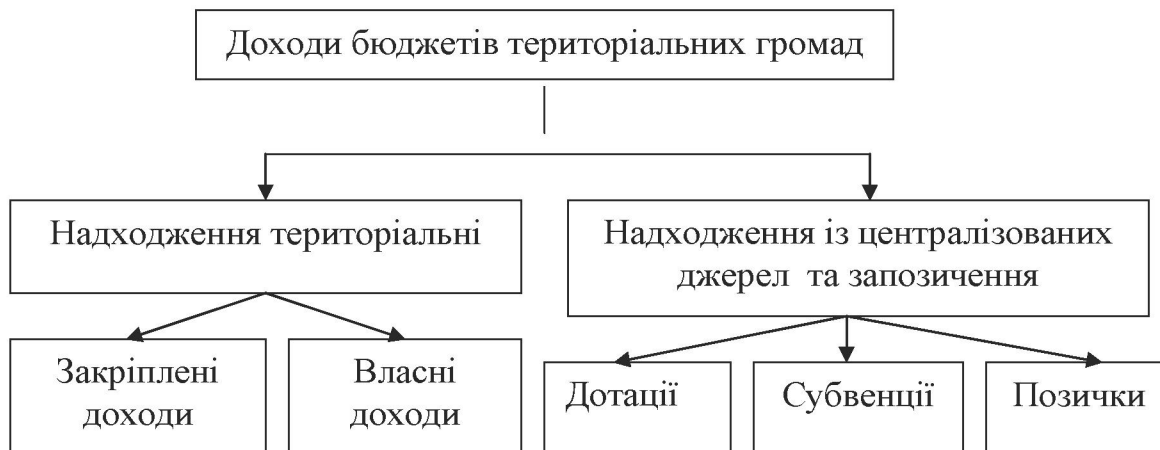 Доходи бюджетів територіальних громад
Надходження територіальні
Надходження із централізованих
джерел та запозичення
Закріплені
доходи
Власні
доходи
Дотації
Субвенції
Позички